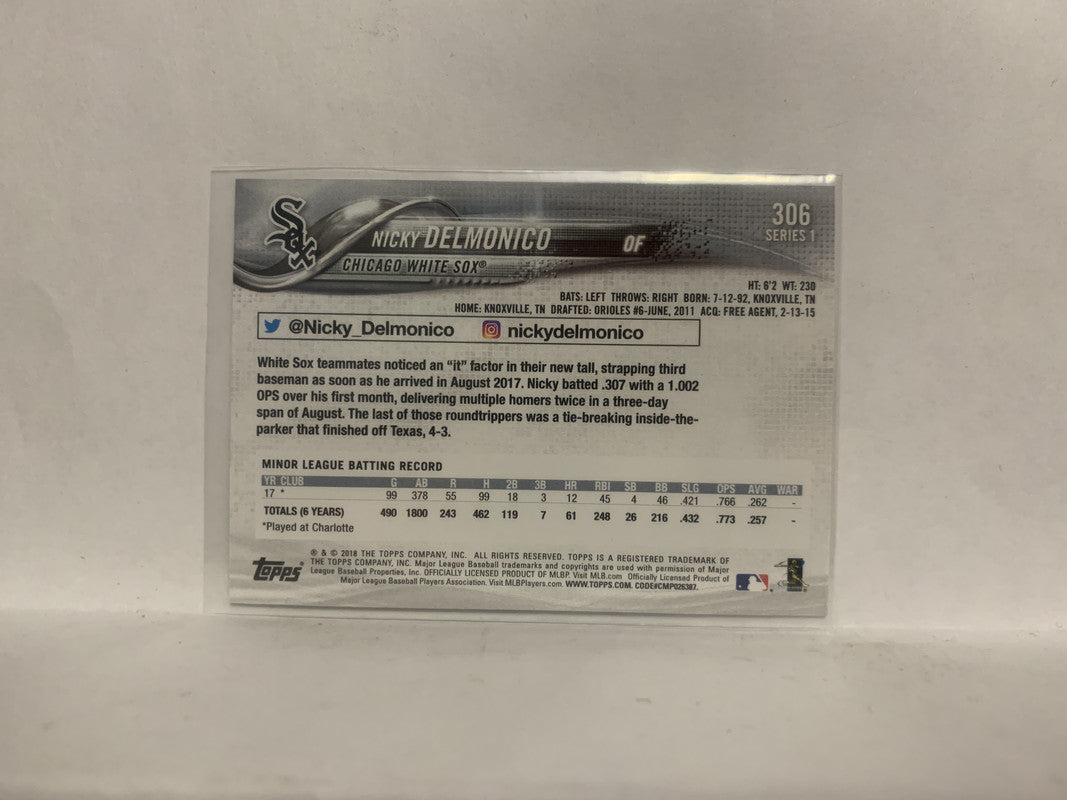 Sox
306
SERIES 1
NICKY DELMONICO OF
CHICAGO WHITE SOX®
HT: 6'2 WT: 230
BATS: LEFT THROWS: RIGHT BORN: 7-12-92, KNOXVILLE, TN
HOME: KNOXVILLE, TN DRAFTED: ORIOLES #6-JUNE, 2011 ACQ: FREE AGENT, 2-13-15
@Nicky_Delmonico nickydelmonico
White Sox teammates noticed an "it" factor in their new tall, strapping third
baseman as soon as he arrived in August 2017. Nicky batted .307 with a 1.002
OPS over his first month, delivering multiple homers twice in a three-day
span of August. The last of those roundtrippers was a tie-breaking inside-the-
parker that finished off Texas, 4-3.
MINOR LEAGUE BATTING RECORD
YR CLUB G AB R H 2B 3B HR RBI SB BB SLG OPS AVG WAR
17 * 99 378 55 99 18 3 12 45 4 46 .421 .766 .262 -
TOTALS (6 YEARS) 490 1800 243 462 119 7 61 248 26 216 .432 .773 .257 -
*Played at Charlotte
Topps®
® & © 2018 THE TOPPS COMPANY, INC. ALL RIGHTS RESERVED. TOPPS IS A REGISTERED TRADEMARK OF
THE TOPPS COMPANY, INC. Major League Baseball trademarks and copyrights are used with permission of Major
League Baseball Properties, Inc. OFFICIALLY LICENSED PRODUCT OF MLBP. Visit MLB.com Officially Licensed Product of
Major League Baseball Players Association. Visit MLBPlayers.com. WWW.TOPPS.COM. CODE#CMP026387.